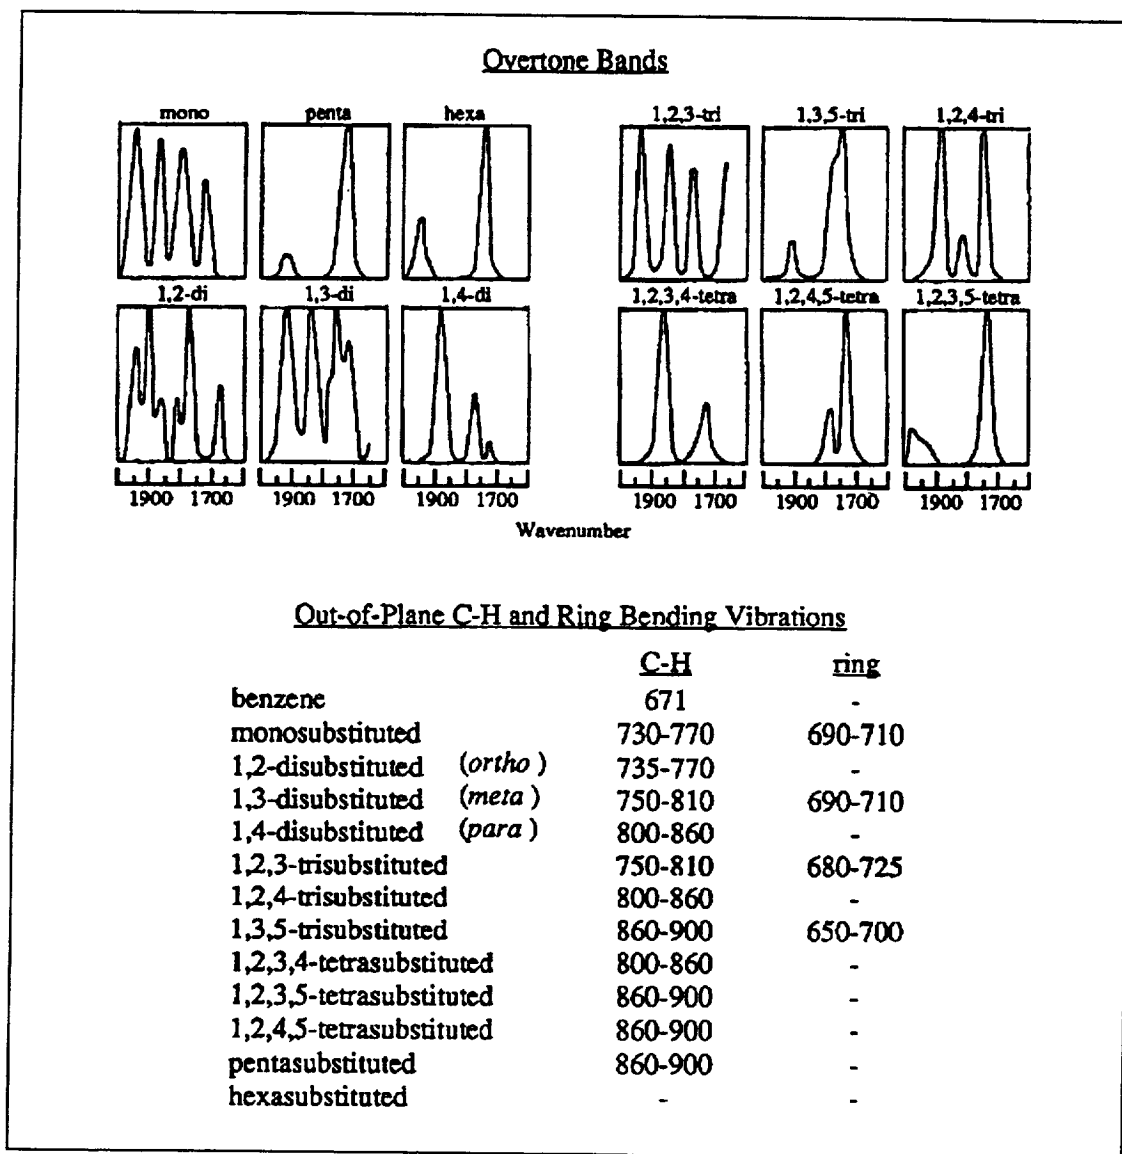 Overtone Bands
mono penta hexa 1,2,3-tri 1,3,5-tri 1,2,4-tri
1,2-di 1,3-di 1,4-di 1,2,3,4-tetra 1,2,4,5-tetra 1,2,3,5-tetra
1900 1700 1900 1700 1900 1700 1900 1700 1900 1700 1900 1700
Wavenumber
Out-of-Plane C-H and Ring Bending Vibrations
C-H ring
benzene 671 -
monosubstituted 730-770 690-710
1,2-disubstituted (ortho) 735-770 -
1,3-disubstituted (meta) 750-810 690-710
1,4-disubstituted (para) 800-860 -
1,2,3-trisubstituted 750-810 680-725
1,2,4-trisubstituted 800-860 -
1,3,5-trisubstituted 860-900 650-700
1,2,3,4-tetrasubstituted 800-860 -
1,2,3,5-tetrasubstituted 860-900 -
1,2,4,5-tetrasubstituted 860-900 -
pentasubstituted 860-900 -
hexasubstituted - -